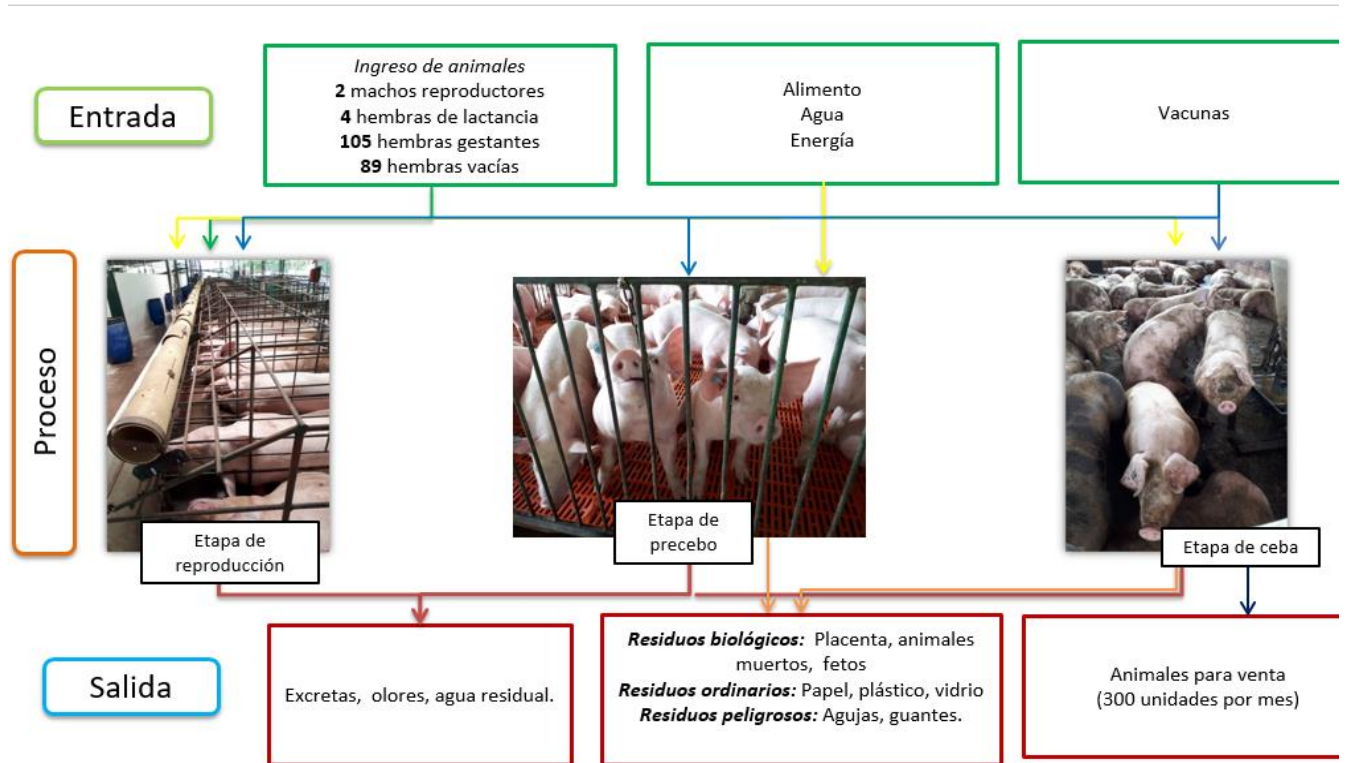 Entrada
Ingreso de animales
2 machos reproductores
4 hembras de lactancia
105 hembras gestantes
89 hembras vacías
Alimento
Agua
Energía
Vacunas
Proceso
Etapa de
reproducción
Etapa de
precebo
Etapa de ceba
Salida
Excretas, olores, agua residual.
Residuos biológicos: Placenta, animales
muertos, fetos
Residuos ordinarios: Papel, plástico, vidrio
Residuos peligrosos: Agujas, guantes.
Animales para venta
(300 unidades por mes)